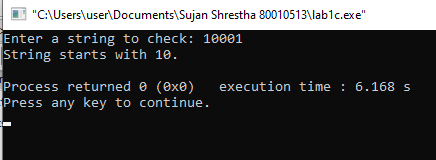 "C:\Users\user\Documents\Sujan Shrestha 80010513\lab1c.exe"
Enter a string to check: 10001
String starts with 10.
Process returned 0 (0x0)   execution time : 6.168 s
Press any key to continue.